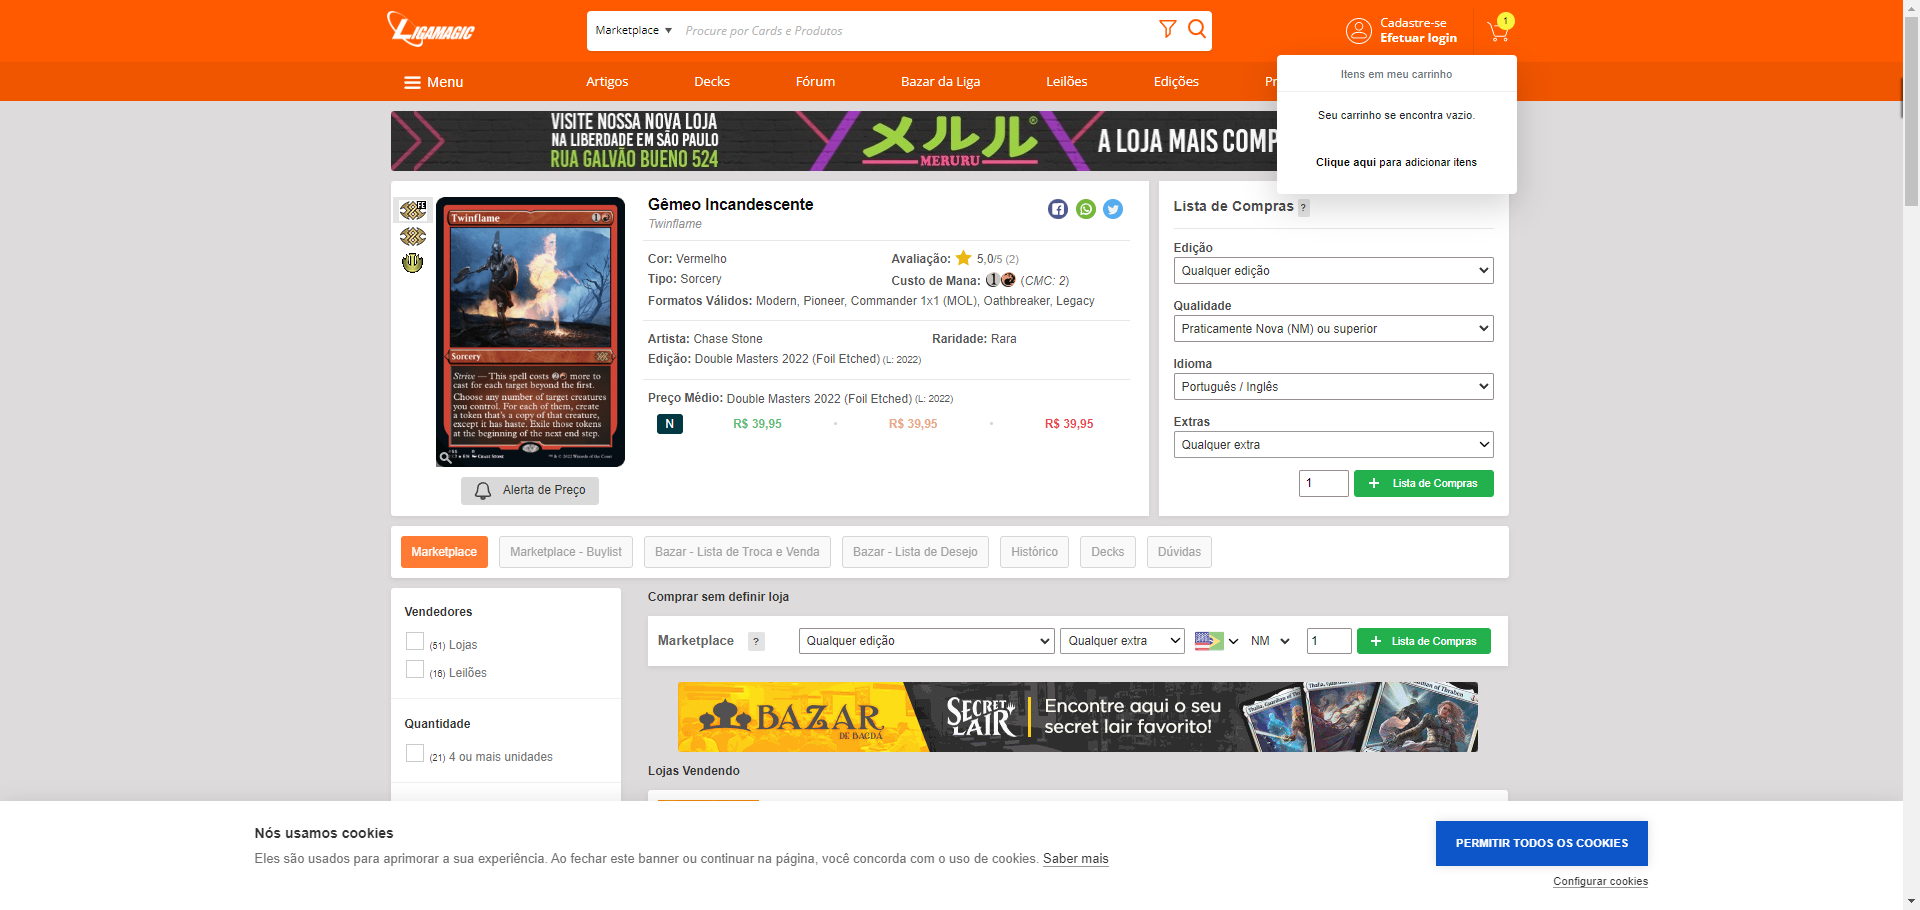 LIGAMAGIC
Marketplace
Procure por Cards e Produtos
Cadastre-se
Efetuar login
1
Menu
Artigos
Decks
Fórum
Bazar da Liga
Leilões
Edições
Pr
Itens em meu carrinho
Seu carrinho se encontra vazio.
Clique aqui para adicionar itens
VISITE NOSSA NOVA LOJA
NA LIBERDADE EM SÃO PAULO
RUA GALVÃO BUENO 524
メルル®
MERURU
A LOJA MAIS COMP
FE
Twinflame
1
Sorcery
Strive — This spell costs 2 more to
cast for each target beyond the first.
Choose any number of target creatures
you control. For each of them, create
a token that's a copy of that creature,
except it has haste. Exile those tokens
at the beginning of the next end step.
Alerta de Preço
Gêmeo Incandescente
Twinflame
Cor: Vermelho
Avaliação: 5,0/5 (2)
Tipo: Sorcery
Custo de Mana: 1 (CMC: 2)
Formatos Válidos: Modern, Pioneer, Commander 1x1 (MOL), Oathbreaker, Legacy
Artista: Chase Stone
Raridade: Rara
Edição: Double Masters 2022 (Foil Etched) (L: 2022)
Preço Médio: Double Masters 2022 (Foil Etched) (L: 2022)
N R$ 39,95 R$ 39,95 R$ 39,95
Lista de Compras ?
Edição
Qualquer edição
Qualidade
Praticamente Nova (NM) ou superior
Idioma
Português / Inglês
Extras
Qualquer extra
1
+ Lista de Compras
Marketplace
Marketplace - Buylist
Bazar - Lista de Troca e Venda
Bazar - Lista de Desejo
Histórico
Decks
Dúvidas
Vendedores
(51) Lojas
(16) Leilões
Quantidade
(21) 4 ou mais unidades
Comprar sem definir loja
Marketplace ?
Qualquer edição
Qualquer extra
NM
1
+ Lista de Compras
BAZAR
DE BAGDÁ
SECRET
LAIR
Encontre aqui o seu
secret lair favorito!
Lojas Vendendo
Nós usamos cookies
Eles são usados para aprimorar a sua experiência. Ao fechar este banner ou continuar na página, você concorda com o uso de cookies. Saber mais
PERMITIR TODOS OS COOKIES
Configurar cookies